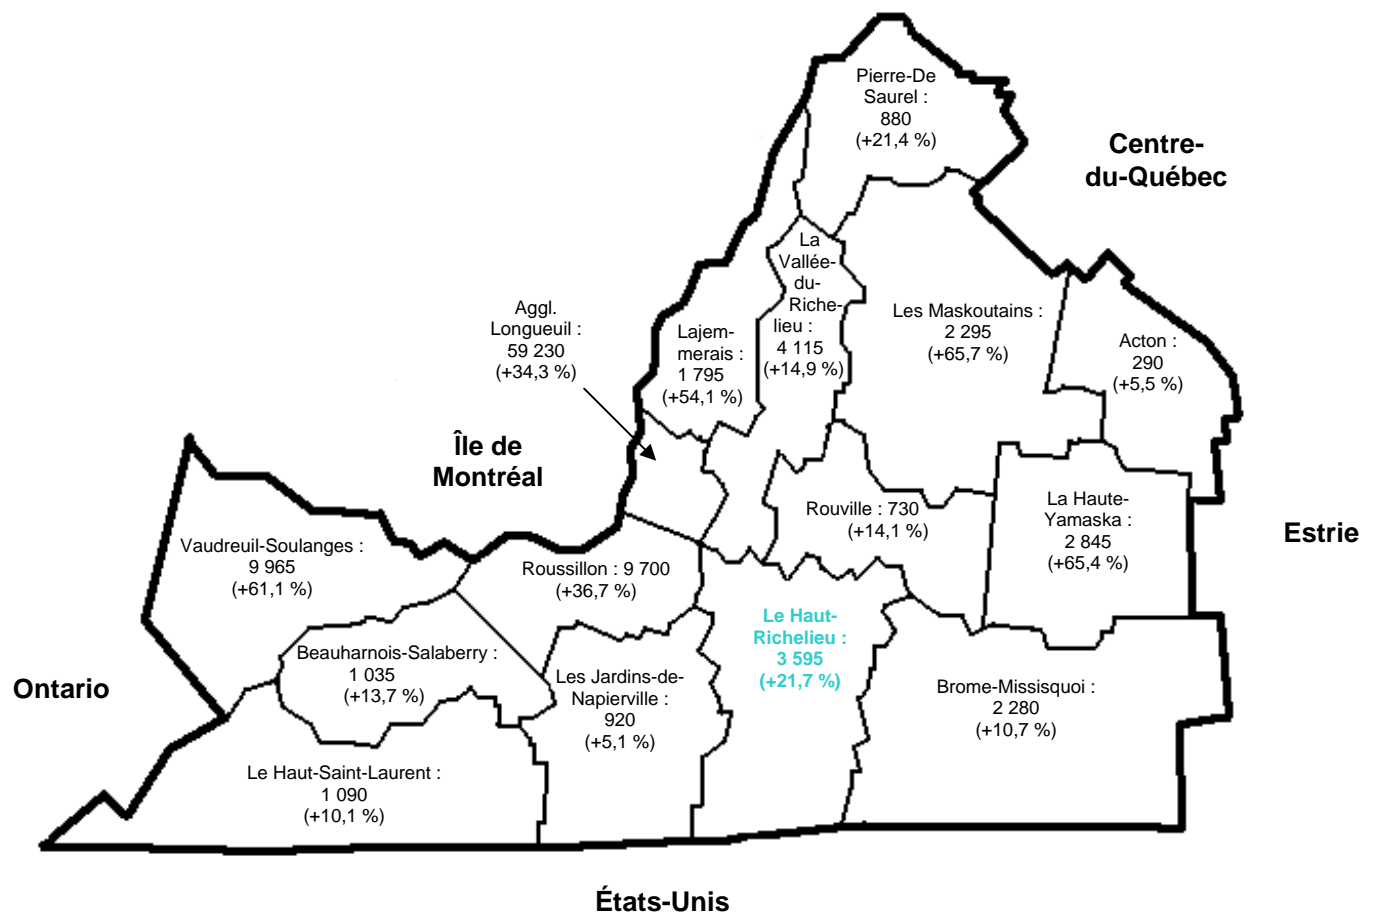 Pierre-De
Saurel :
880
(+21,4 %)
Centre-
du-Québec
La
Vallée-
du-
Riche-
lieu :
4 115
(+14,9 %)
Les Maskoutains :
2 295
(+65,7 %)
Acton :
290
(+5,5 %)
Aggl.
Longueuil :
59 230
(+34,3 %)
Lajem-
merais :
1 795
(+54,1 %)
Île de
Montréal
Rouville : 730
(+14,1 %)
La Haute-
Yamaska :
2 845
(+65,4 %)
Estrie
Vaudreuil-Soulanges :
9 965
(+61,1 %)
Roussillon : 9 700
(+36,7 %)
Le Haut-
Richelieu :
3 595
(+21,7 %)
Beauharnois-Salaberry :
1 035
(+13,7 %)
Les Jardins-de-
Napierville :
920
(+5,1 %)
Ontario
Brome-Missisquoi :
2 280
(+10,7 %)
Le Haut-Saint-Laurent :
1 090
(+10,1 %)
États-Unis